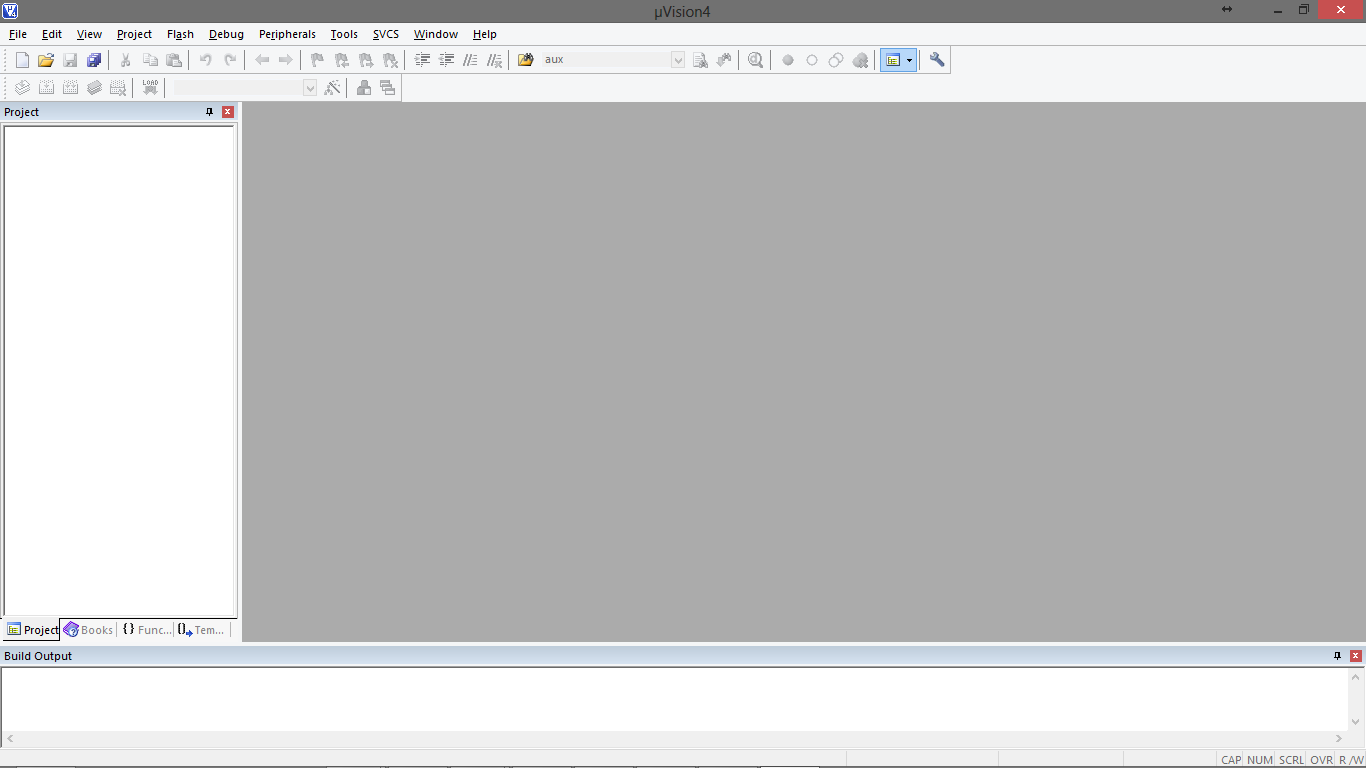 µVision4
File Edit View Project Flash Debug Peripherals Tools SVCS Window Help
aux
LOAD
Project
Project Books Func... Tem...
Build Output
CAP NUM SCRL OVR R /W